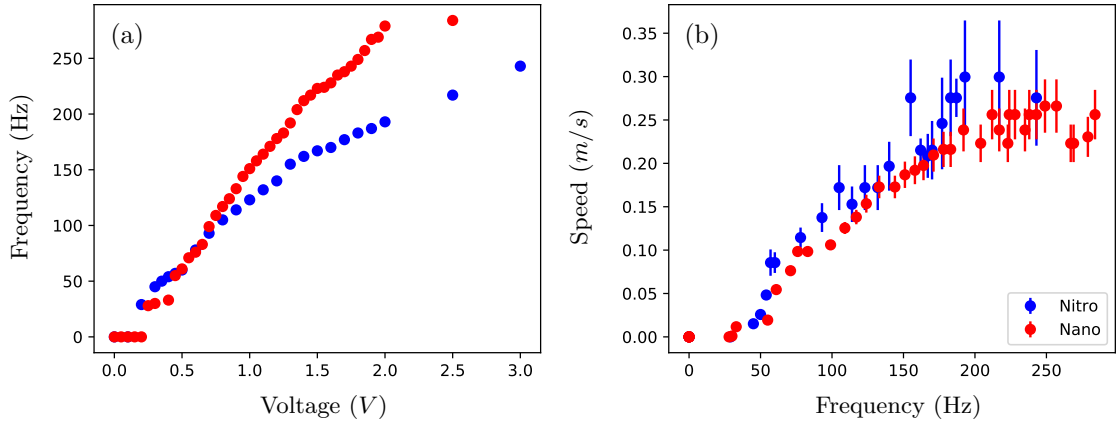 (a)
Frequency (Hz)
250
200
150
100
50
0
0.0 0.5 1.0 1.5 2.0 2.5 3.0
Voltage (V)
(b)
Speed (m/s)
0.35
0.30
0.25
0.20
0.15
0.10
0.05
0.00
0 50 100 150 200 250
Frequency (Hz)
Nitro
Nano